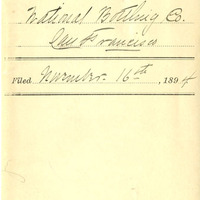 National Bottling Co.
San Francisco
Filed November 16th, 1894